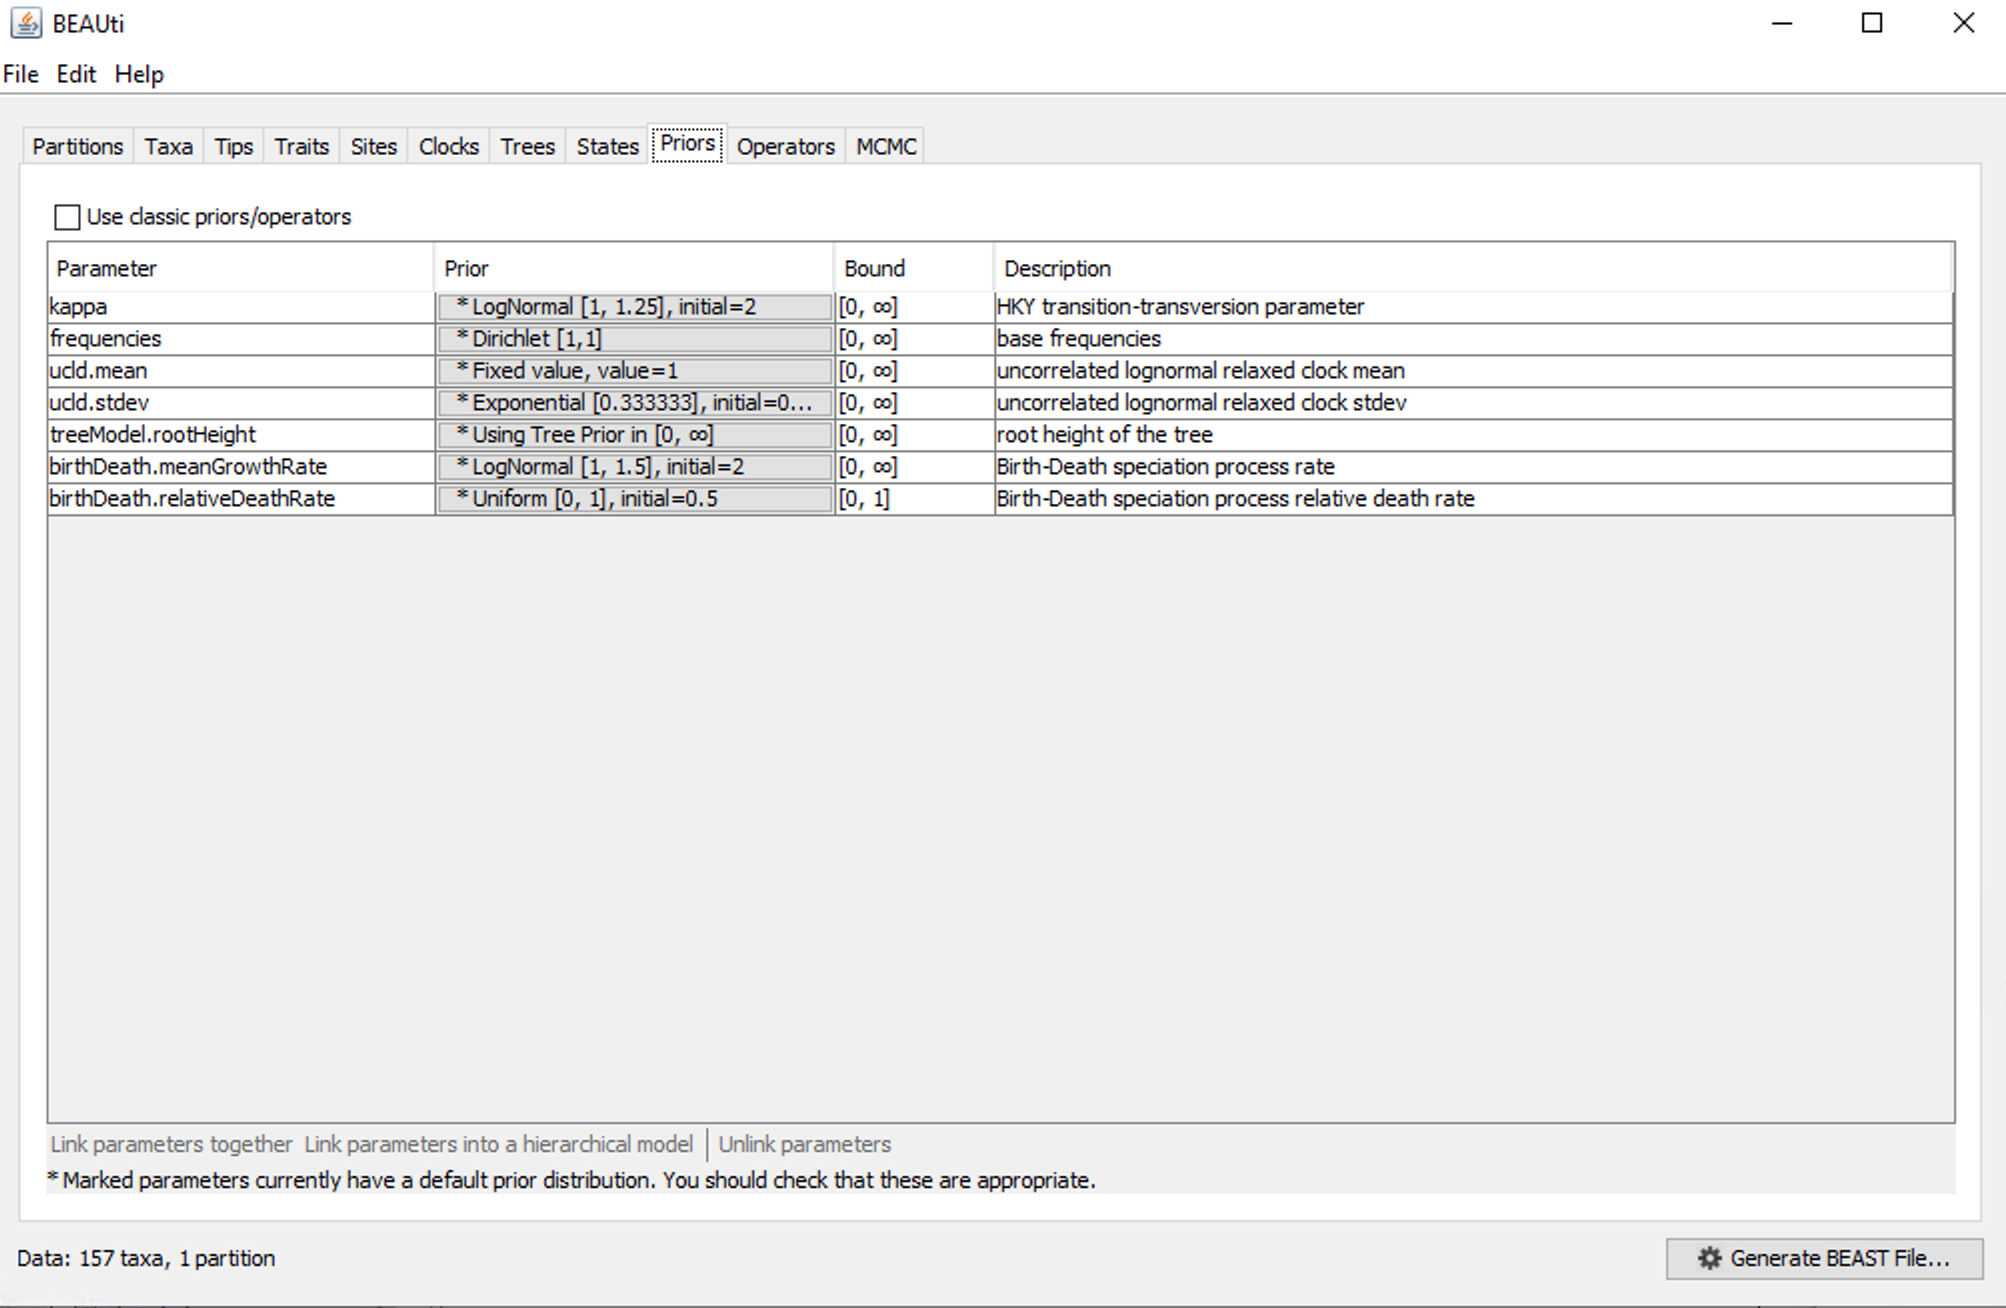 BEAUti
File Edit Help
Partitions Taxa Tips Traits Sites Clocks Trees States Priors Operators MCMC
Use classic priors/operators
Parameter Prior Bound Description
kappa * LogNormal [1, 1.25], initial=2 [0, ∞] HKY transition-transversion parameter
frequencies * Dirichlet [1,1] [0, ∞] base frequencies
ucld.mean * Fixed value, value=1 [0, ∞] uncorrelated lognormal relaxed clock mean
ucld.stdev * Exponential [0.333333], initial=0... [0, ∞] uncorrelated lognormal relaxed clock stdev
treeModel.rootHeight * Using Tree Prior in [0, ∞] [0, ∞] root height of the tree
birthDeath.meanGrowthRate * LogNormal [1, 1.5], initial=2 [0, ∞] Birth-Death speciation process rate
birthDeath.relativeDeathRate * Uniform [0, 1], initial=0.5 [0, 1] Birth-Death speciation process relative death rate
Link parameters together Link parameters into a hierarchical model Unlink parameters
* Marked parameters currently have a default prior distribution. You should check that these are appropriate.
Data: 157 taxa, 1 partition
Generate BEAST File...